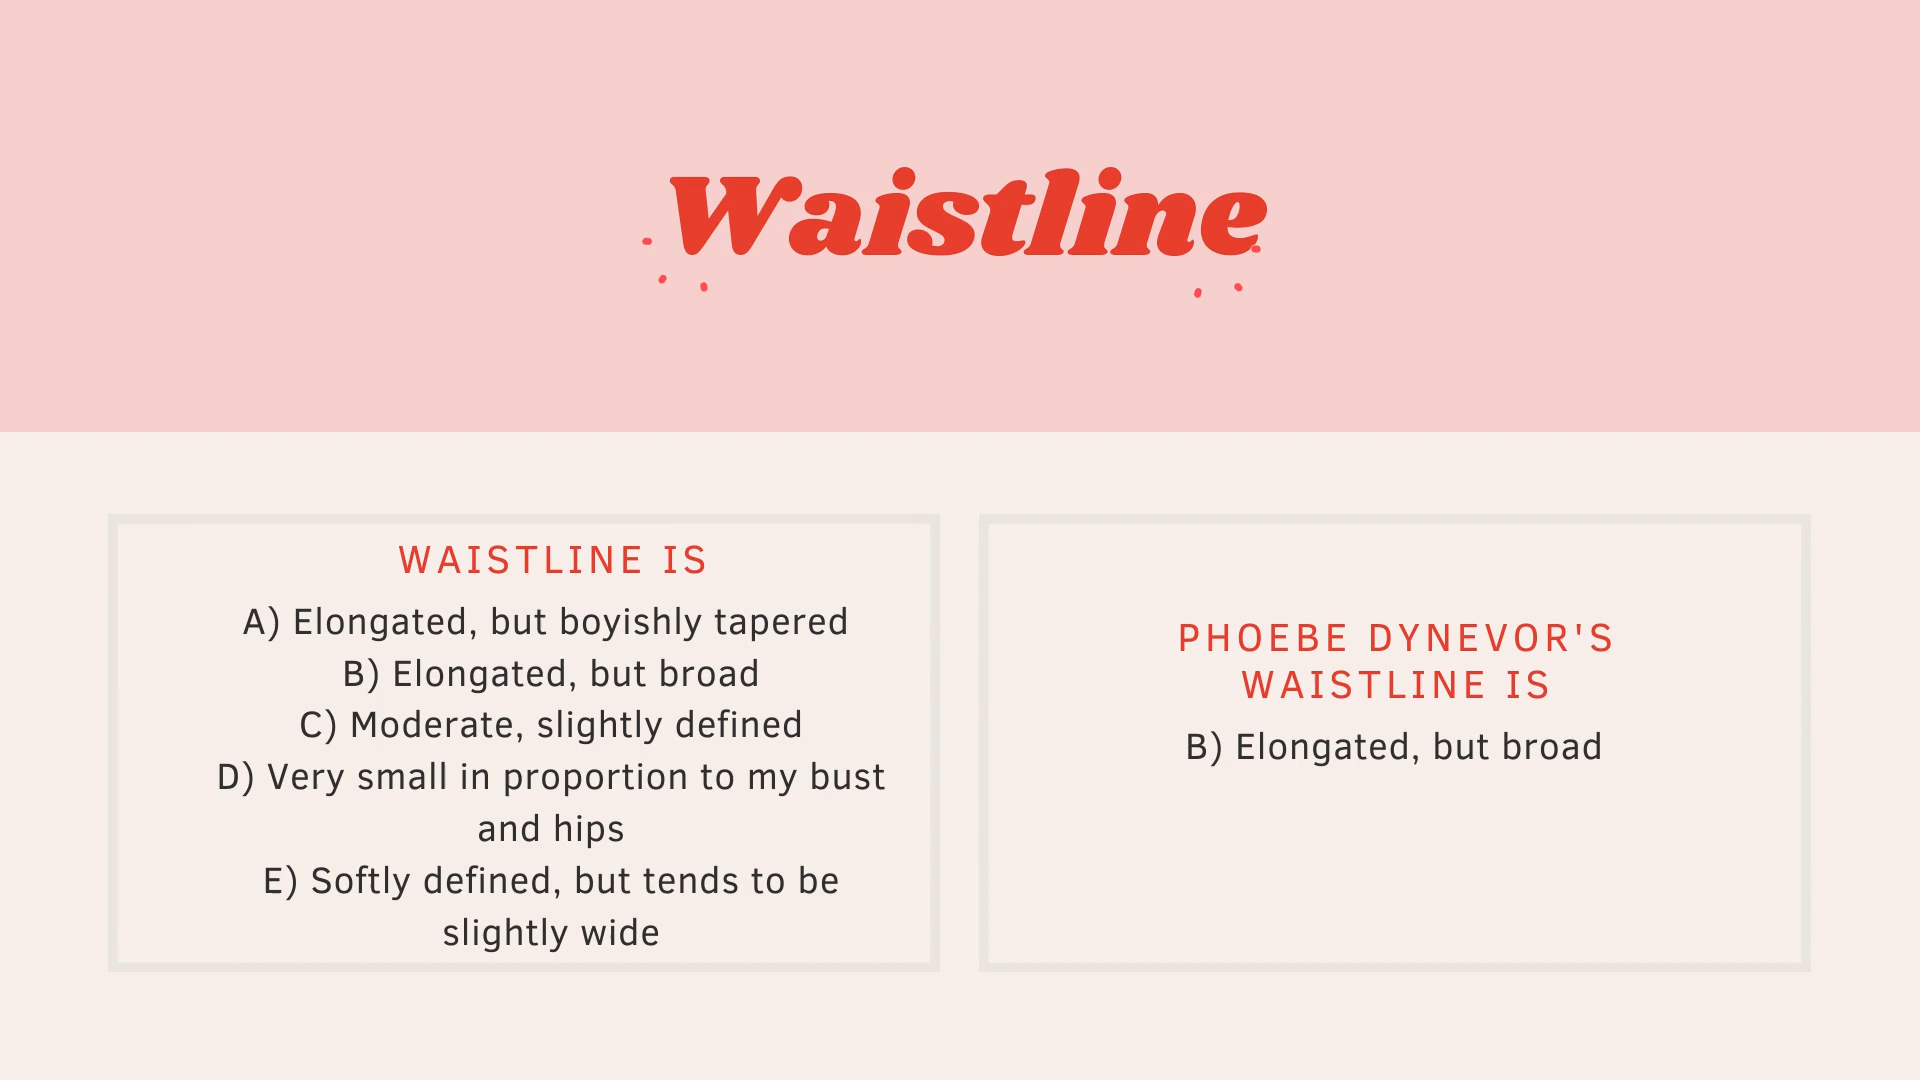 Waistline
WAISTLINE IS
A) Elongated, but boyishly tapered
B) Elongated, but broad
C) Moderate, slightly defined
D) Very small in proportion to my bust
and hips
E) Softly defined, but tends to be
slightly wide
PHOEBE DYNEVOR'S
WAISTLINE IS
B) Elongated, but broad